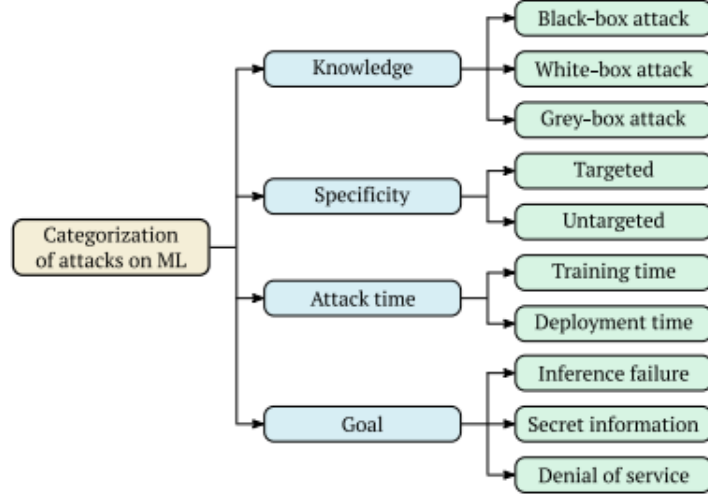 Categorization
of attacks on ML
Knowledge
Black-box attack
White-box attack
Grey-box attack
Specificity
Targeted
Untargeted
Attack time
Training time
Deployment time
Goal
Inference failure
Secret information
Denial of service